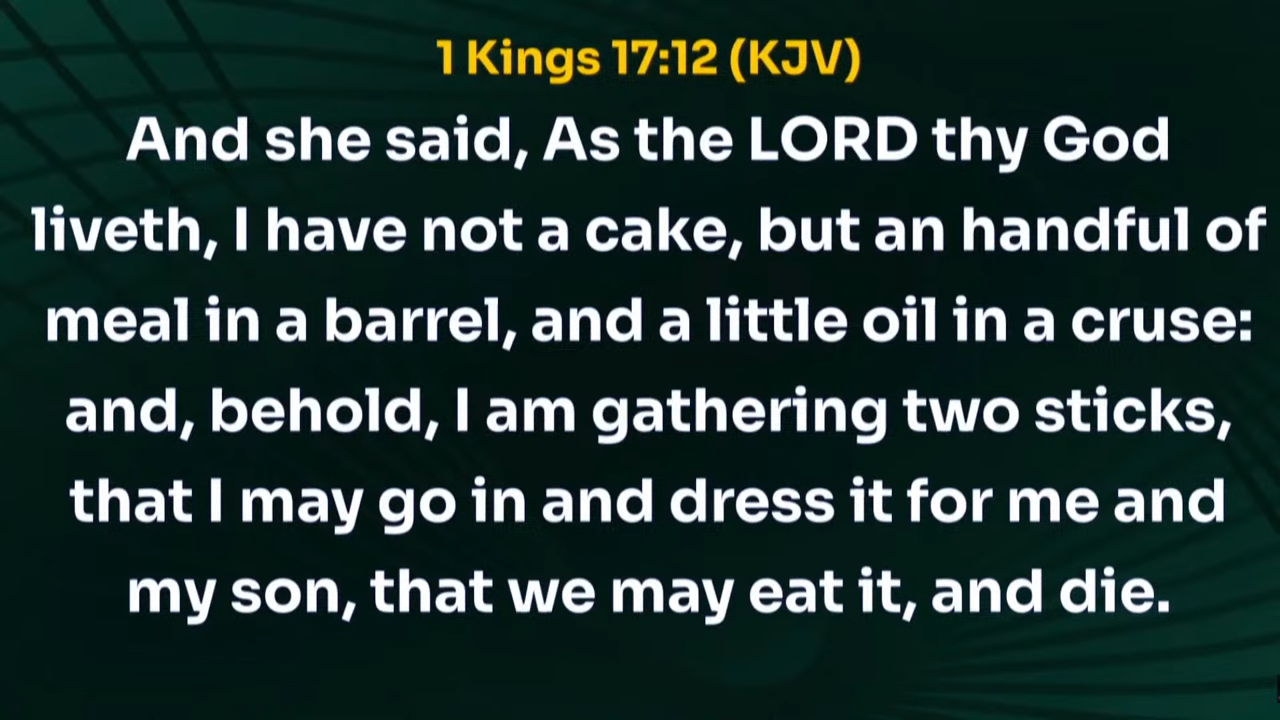 1 Kings 17:12 (KJV)
And she said, As the LORD thy God
liveth, I have not a cake, but an handful of
meal in a barrel, and a little oil in a cruse:
and, behold, I am gathering two sticks,
that I may go in and dress it for me and
my son, that we may eat it, and die.